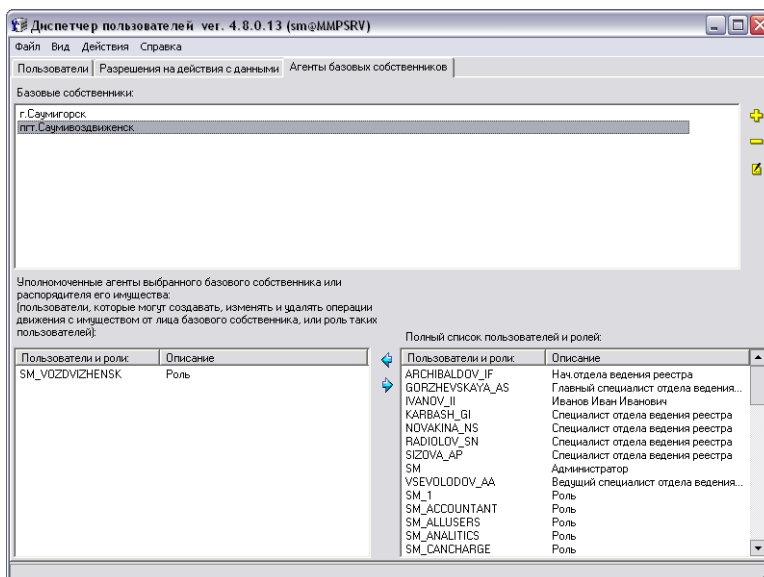 Диспетчер пользователей ver. 4.8.0.13 (sm@MMPSRV)
Файл Вид Действия Справка
Пользователи Разрешения на действия с данными Агенты базовых собственников
Базовые собственники:
г.Саумигорск
пгт.Саумивоздвиженск
Уполномоченные агенты выбранного базового собственника или
распорядителя его имущества:
(пользователи, которые могут создавать, изменять и удалять операции
движения с имуществом от лица базового собственника, или роль таких
пользователей):
Пользователи и роли: Описание
SM_VOZDVIZHENSK Роль
Полный список пользователей и ролей:
Пользователи и роли: Описание
ARCHIBALDOV_IF Нач.отдела ведения реестра
GORZHEVSKAYA_AS Главный специалист отдела ведения...
IVANOV_II Иванов Иван Иванович
KARBASH_GI Специалист отдела ведения реестра
NOVAKINA_NS Специалист отдела ведения реестра
RADIOLOV_SN Специалист отдела ведения реестра
SIZOVA_AP Специалист отдела ведения реестра
SM Администратор
VSEVOLODOV_AA Ведущий специалист отдела ведения...
SM_1 Роль
SM_ACCOUNTANT Роль
SM_ALLUSERS Роль
SM_ANALITICS Роль
SM_CANCHARGE Роль